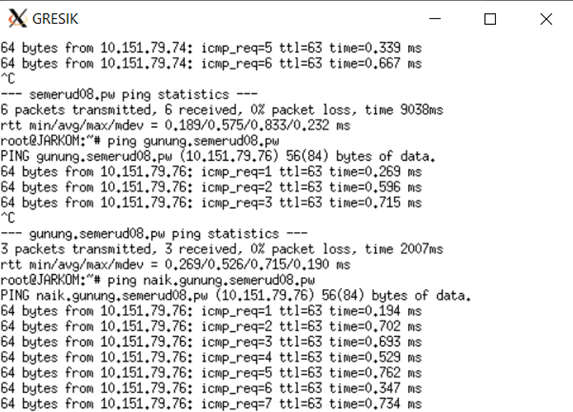 GRESIK
64 bytes from 10.151.79.74: icmp_req=5 ttl=63 time=0.339 ms
64 bytes from 10.151.79.74: icmp_req=6 ttl=63 time=0.667 ms
^C
--- semerud08.pw ping statistics ---
6 packets transmitted, 6 received, 0% packet loss, time 9038ms
rtt min/avg/max/mdev = 0.189/0.575/0.833/0.232 ms
root@JARKOM:~# ping gunung.semerud08.pw
PING gunung.semerud08.pw (10.151.79.76) 56(84) bytes of data.
64 bytes from 10.151.79.76: icmp_req=1 ttl=63 time=0.269 ms
64 bytes from 10.151.79.76: icmp_req=2 ttl=63 time=0.596 ms
64 bytes from 10.151.79.76: icmp_req=3 ttl=63 time=0.715 ms
^C
--- gunung.semerud08.pw ping statistics ---
3 packets transmitted, 3 received, 0% packet loss, time 2007ms
rtt min/avg/max/mdev = 0.269/0.526/0.715/0.190 ms
root@JARKOM:~# ping naik.gunung.semerud08.pw
PING naik.gunung.semerud08.pw (10.151.79.76) 56(84) bytes of data.
64 bytes from 10.151.79.76: icmp_req=1 ttl=63 time=0.194 ms
64 bytes from 10.151.79.76: icmp_req=2 ttl=63 time=0.702 ms
64 bytes from 10.151.79.76: icmp_req=3 ttl=63 time=0.693 ms
64 bytes from 10.151.79.76: icmp_req=4 ttl=63 time=0.529 ms
64 bytes from 10.151.79.76: icmp_req=5 ttl=63 time=0.762 ms
64 bytes from 10.151.79.76: icmp_req=6 ttl=63 time=0.347 ms
64 bytes from 10.151.79.76: icmp_req=7 ttl=63 time=0.734 ms